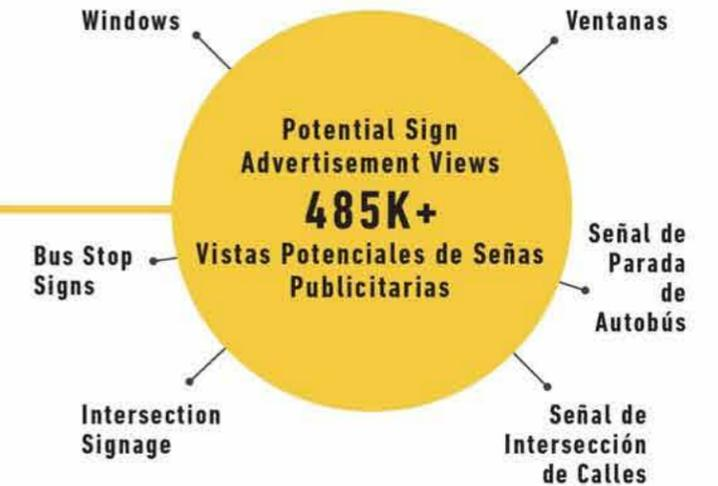 Windows
Ventanas
Potential Sign
Advertisement Views
485K+
Vistas Potenciales de Señas
Publicitarias
Bus Stop
Signs
Señal de
Parada
de
Autobús
Intersection
Signage
Señal de
Intersección
de Calles